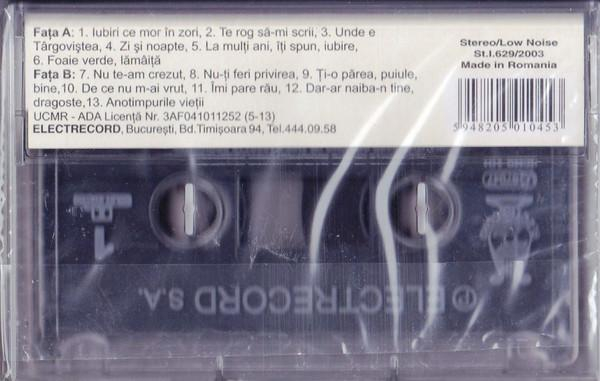 Fața A: 1. Iubiri ce mor în zori, 2. Te rog să-mi scrii, 3. Unde e
Târgoviștea, 4. Zi și noapte, 5. La mulți ani, îți spun, iubire,
6. Foaie verde, lămâiță
Fața B: 7. Nu te-am crezut, 8. Nu-ți feri privirea, 9. Ți-o părea, puiule,
bine,10. De ce nu m-ai vrut, 11. Îmi pare rău, 12. Dar-ar naiba-n tine,
dragoste,13. Anotimpurile vieții
UCMR - ADA Licență Nr. 3AF041011252 (5-13)
ELECTRECORD, București, Bd.Timișoara 94, Tel.444.09.58
Stereo/Low Noise
St.I.629/2003
Made in Romania
5948205010453
1
B
℗ ELECTRECORD S.A.